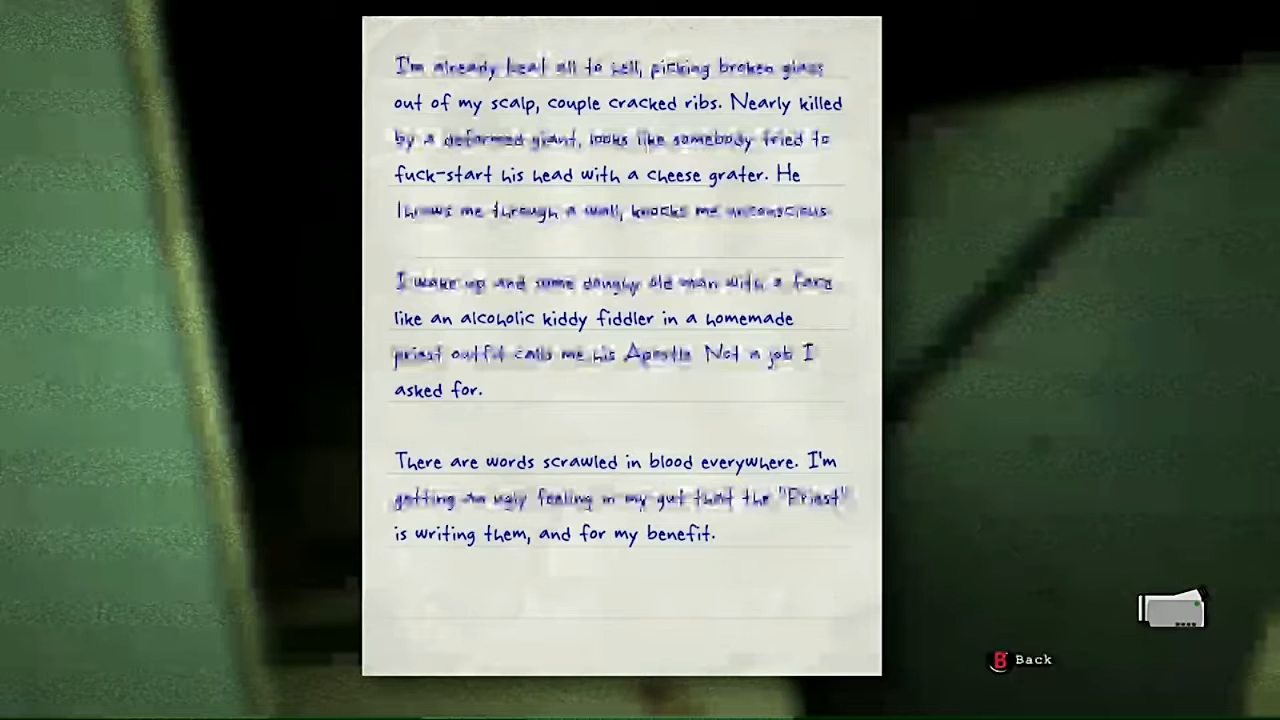 I'm already beat all to hell, picking broken glass
out of my scalp, couple cracked ribs. Nearly killed
by a deformed giant, looks like somebody tried to
fuck-start his head with a cheese grater. He
throws me through a wall, knocks me unconscious.
I wake up and some doughy old man with a face
like an alcoholic kiddy fiddler in a homemade
priest outfit calls me his Apostle. Not a job I
asked for.
There are words scrawled in blood everywhere. I'm
getting an ugly feeling in my gut that the "Priest"
is writing them, and for my benefit.
B Back